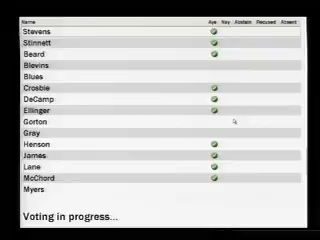 Name Aye Nay Abstain Recused Absent
Stevens
Stinnett
Beard
Blevins
Blues
Crosbie
DeCamp
Ellinger
Gorton
Gray
Henson
James
Lane
McChord
Myers
Voting in progress...